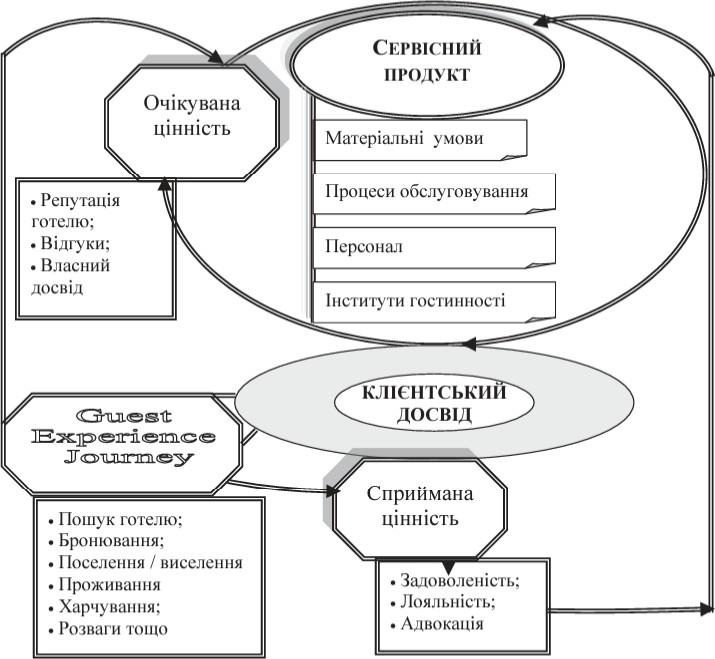 СЕРВІСНИЙ
ПРОДУКТ
Очікувана
цінність
Матеріальні умови
Процеси обслуговування
Персонал
Інститути гостинності
• Репутація
готелю;
• Відгуки;
• Власний
досвід
КЛІЄНТСЬКИЙ
ДОСВІД
Guest
Experience
Journey
Сприймана
цінність
• Пошук готелю;
• Бронювання;
• Поселення / виселення
• Проживання
• Харчування;
• Розваги тощо
• Задоволеність;
• Лояльність;
• Адвокація